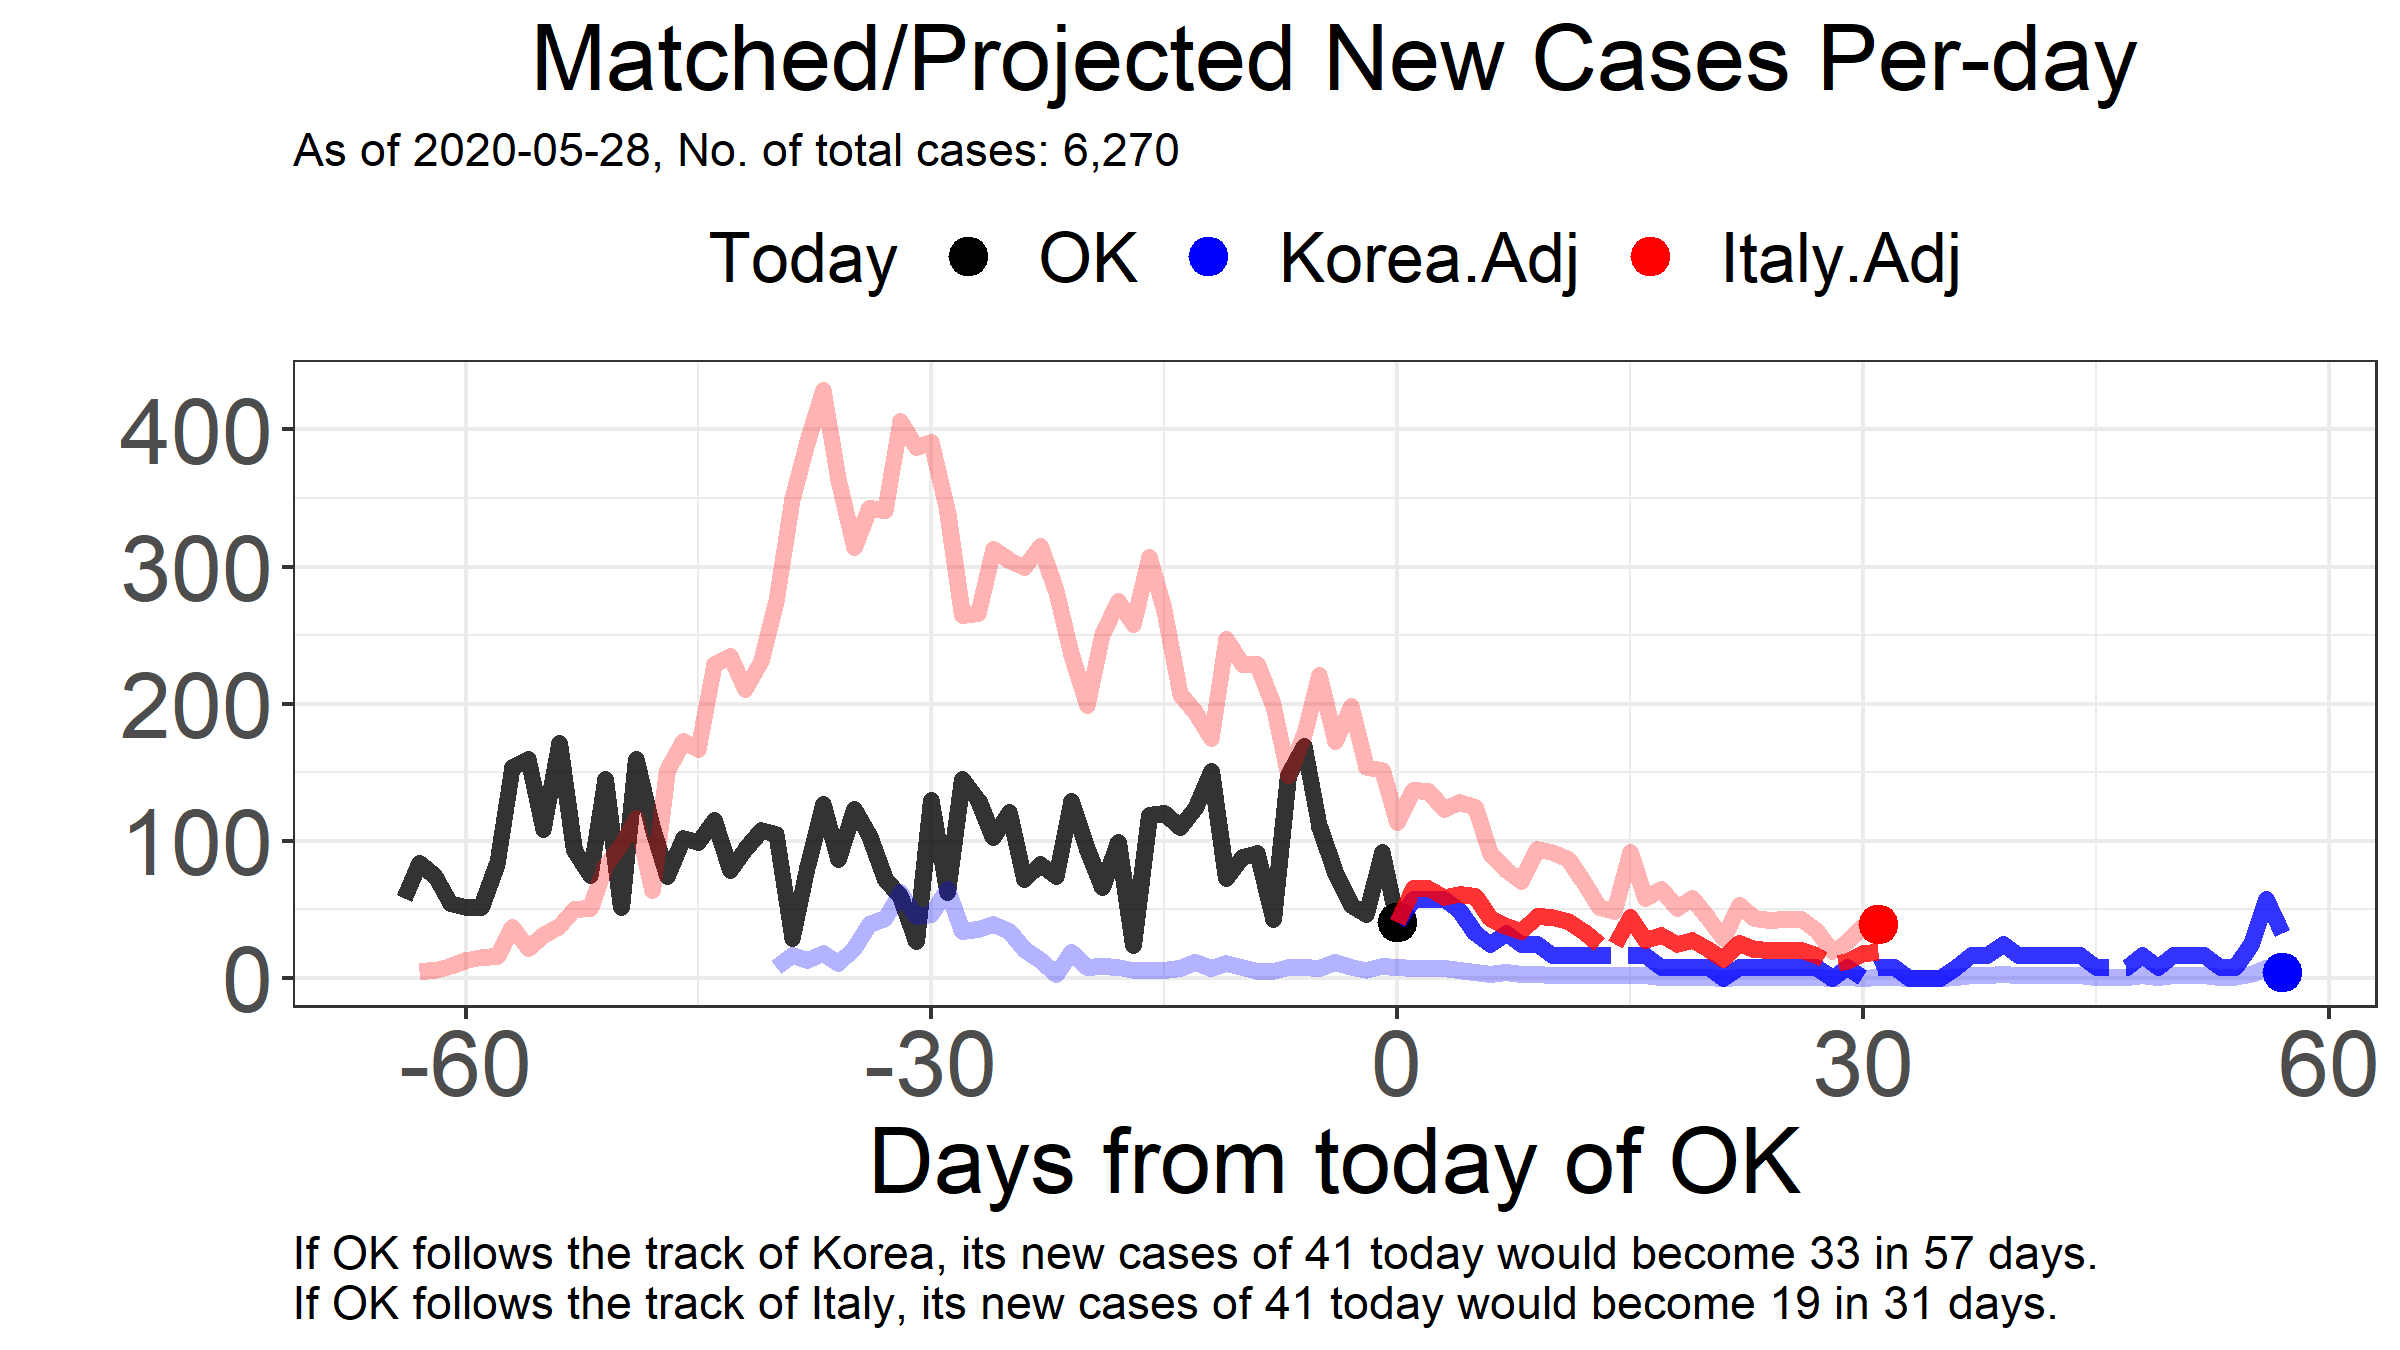 Matched/Projected New Cases Per-day
As of 2020-05-28, No. of total cases: 6,270
Today OK Korea.Adj Italy.Adj
400
300
200
100
0
-60 -30 0 30 60
Days from today of OK
If OK follows the track of Korea, its new cases of 41 today would become 33 in 57 days.
If OK follows the track of Italy, its new cases of 41 today would become 19 in 31 days.